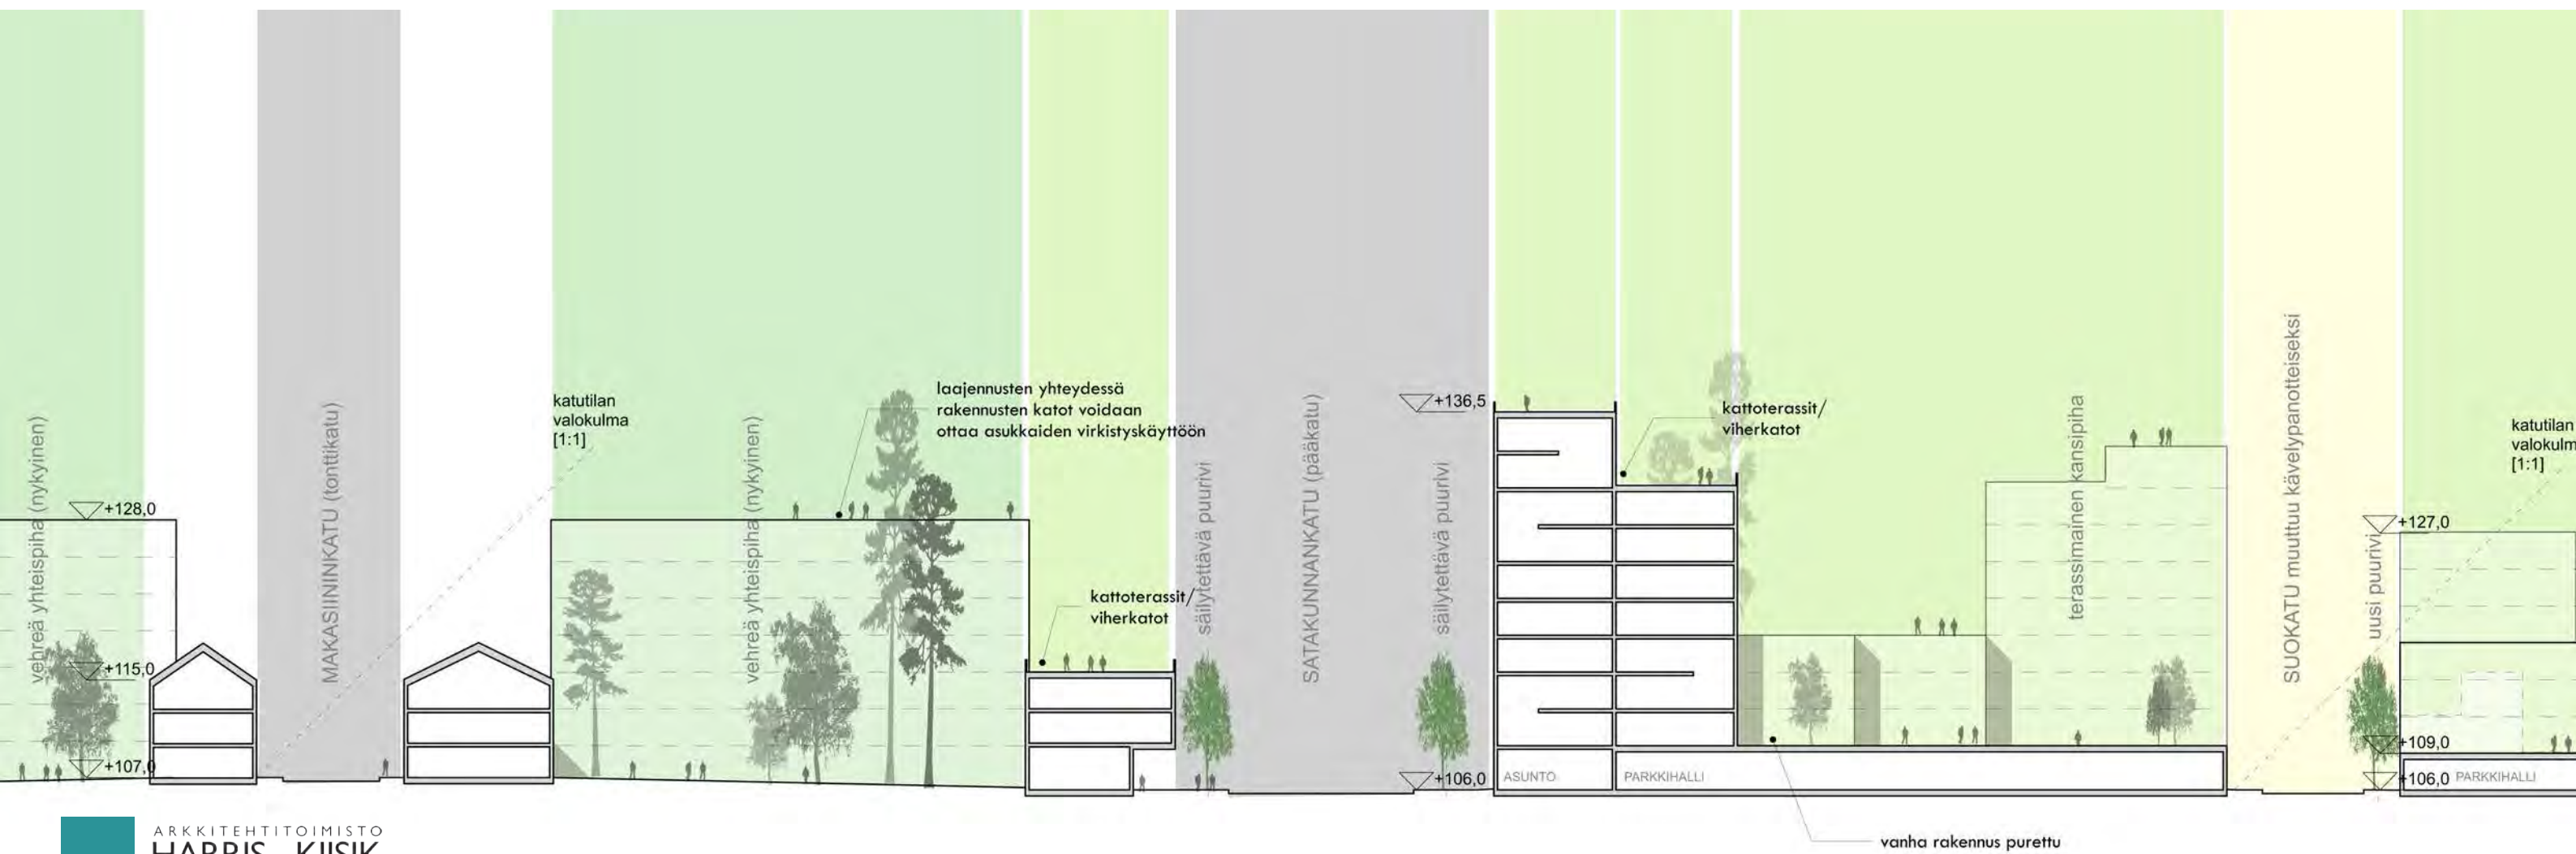 vehreä yhteispiha (nykyinen)
+128,0
+115,0
+107,0
MAKASIININKATU (tonttikatu)
katutilan
valokulma
[1:1]
vehreä yhteispiha (nykyinen)
laajennusten yhteydessä
rakennusten katot voidaan
ottaa asukkaiden virkistyskäyttöön
kattoterassit/
viherkatot
säilytettävä puurivi
SATAKUNNANKATU (pääkatu)
säilytettävä puurivi
+136,5
+106,0
ASUNTO
PARKKIHALLI
kattoterassit/
viherkatot
terassimainen kansipiha
vanha rakennus purettu
SUOKATU muuttuu kävelypanotteiseksi
uusi puurivi
+127,0
+109,0
+106,0
PARKKIHALLI
katutilan
valokulm
[1:1]
ARKKITEHTITOIMISTO
HARRIS - KJISIK